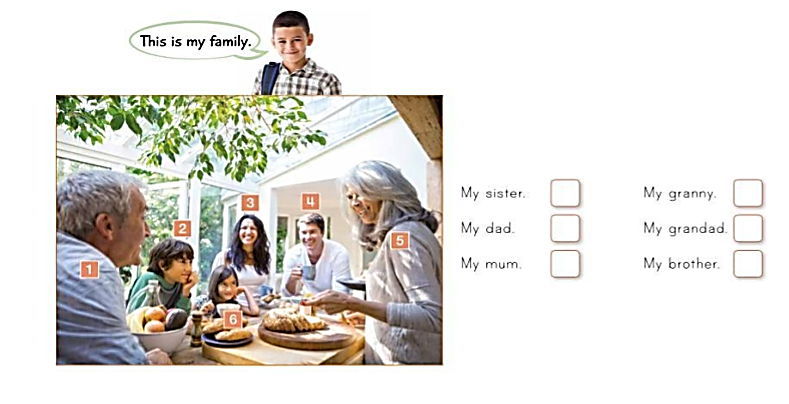 This is my family.
3
4
2
5
1
6
My sister.
My granny.
My dad.
My grandad.
My mum.
My brother.